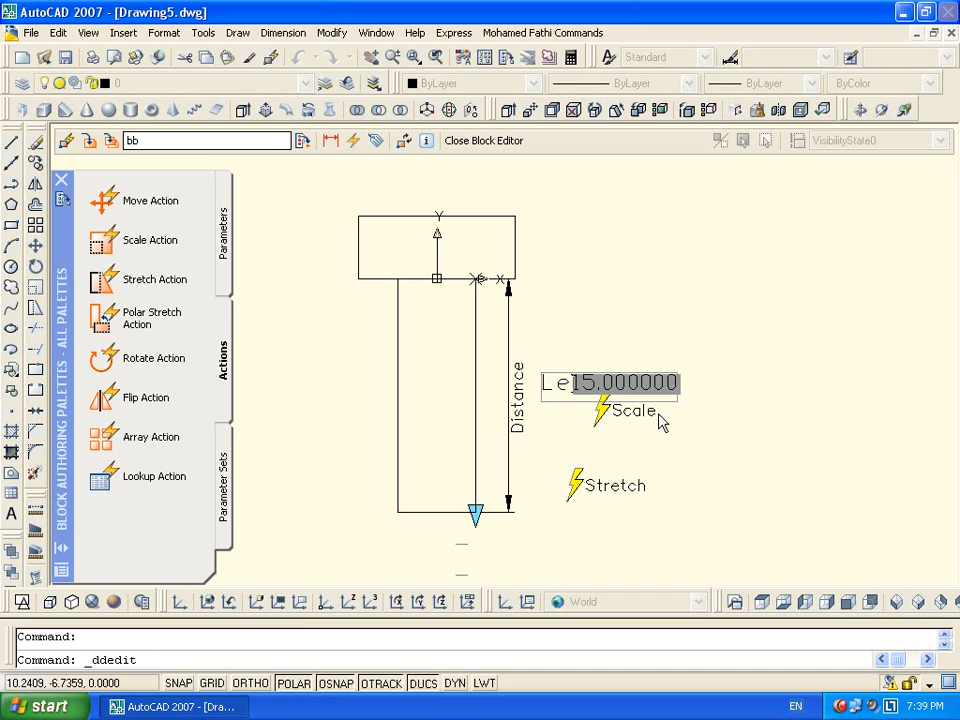 AutoCAD 2007 - [Drawing5.dwg]
File Edit View Insert Format Tools Draw Dimension Modify Window Help Express Mohamed Fathi Commands
Standard
0 ByLayer ByLayer ByLayer ByColor
bb Close Block Editor VisibilityState0
Move Action
Scale Action
Stretch Action
Polar Stretch
Action
Rotate Action
Flip Action
Array Action
Lookup Action
Parameters
Actions
Parameter Sets
BLOCK AUTHORING PALETTES - ALL PALETTES
Y
X
Distance
Le15.000000
Scale
Stretch
World
Command:
Command: _ddedit
10.2409, -6.7359, 0.0000 SNAP GRID ORTHO POLAR OSNAP OTRACK DUCS DYN LWT
start AutoCAD 2007 - [Dra... EN 7:39 PM